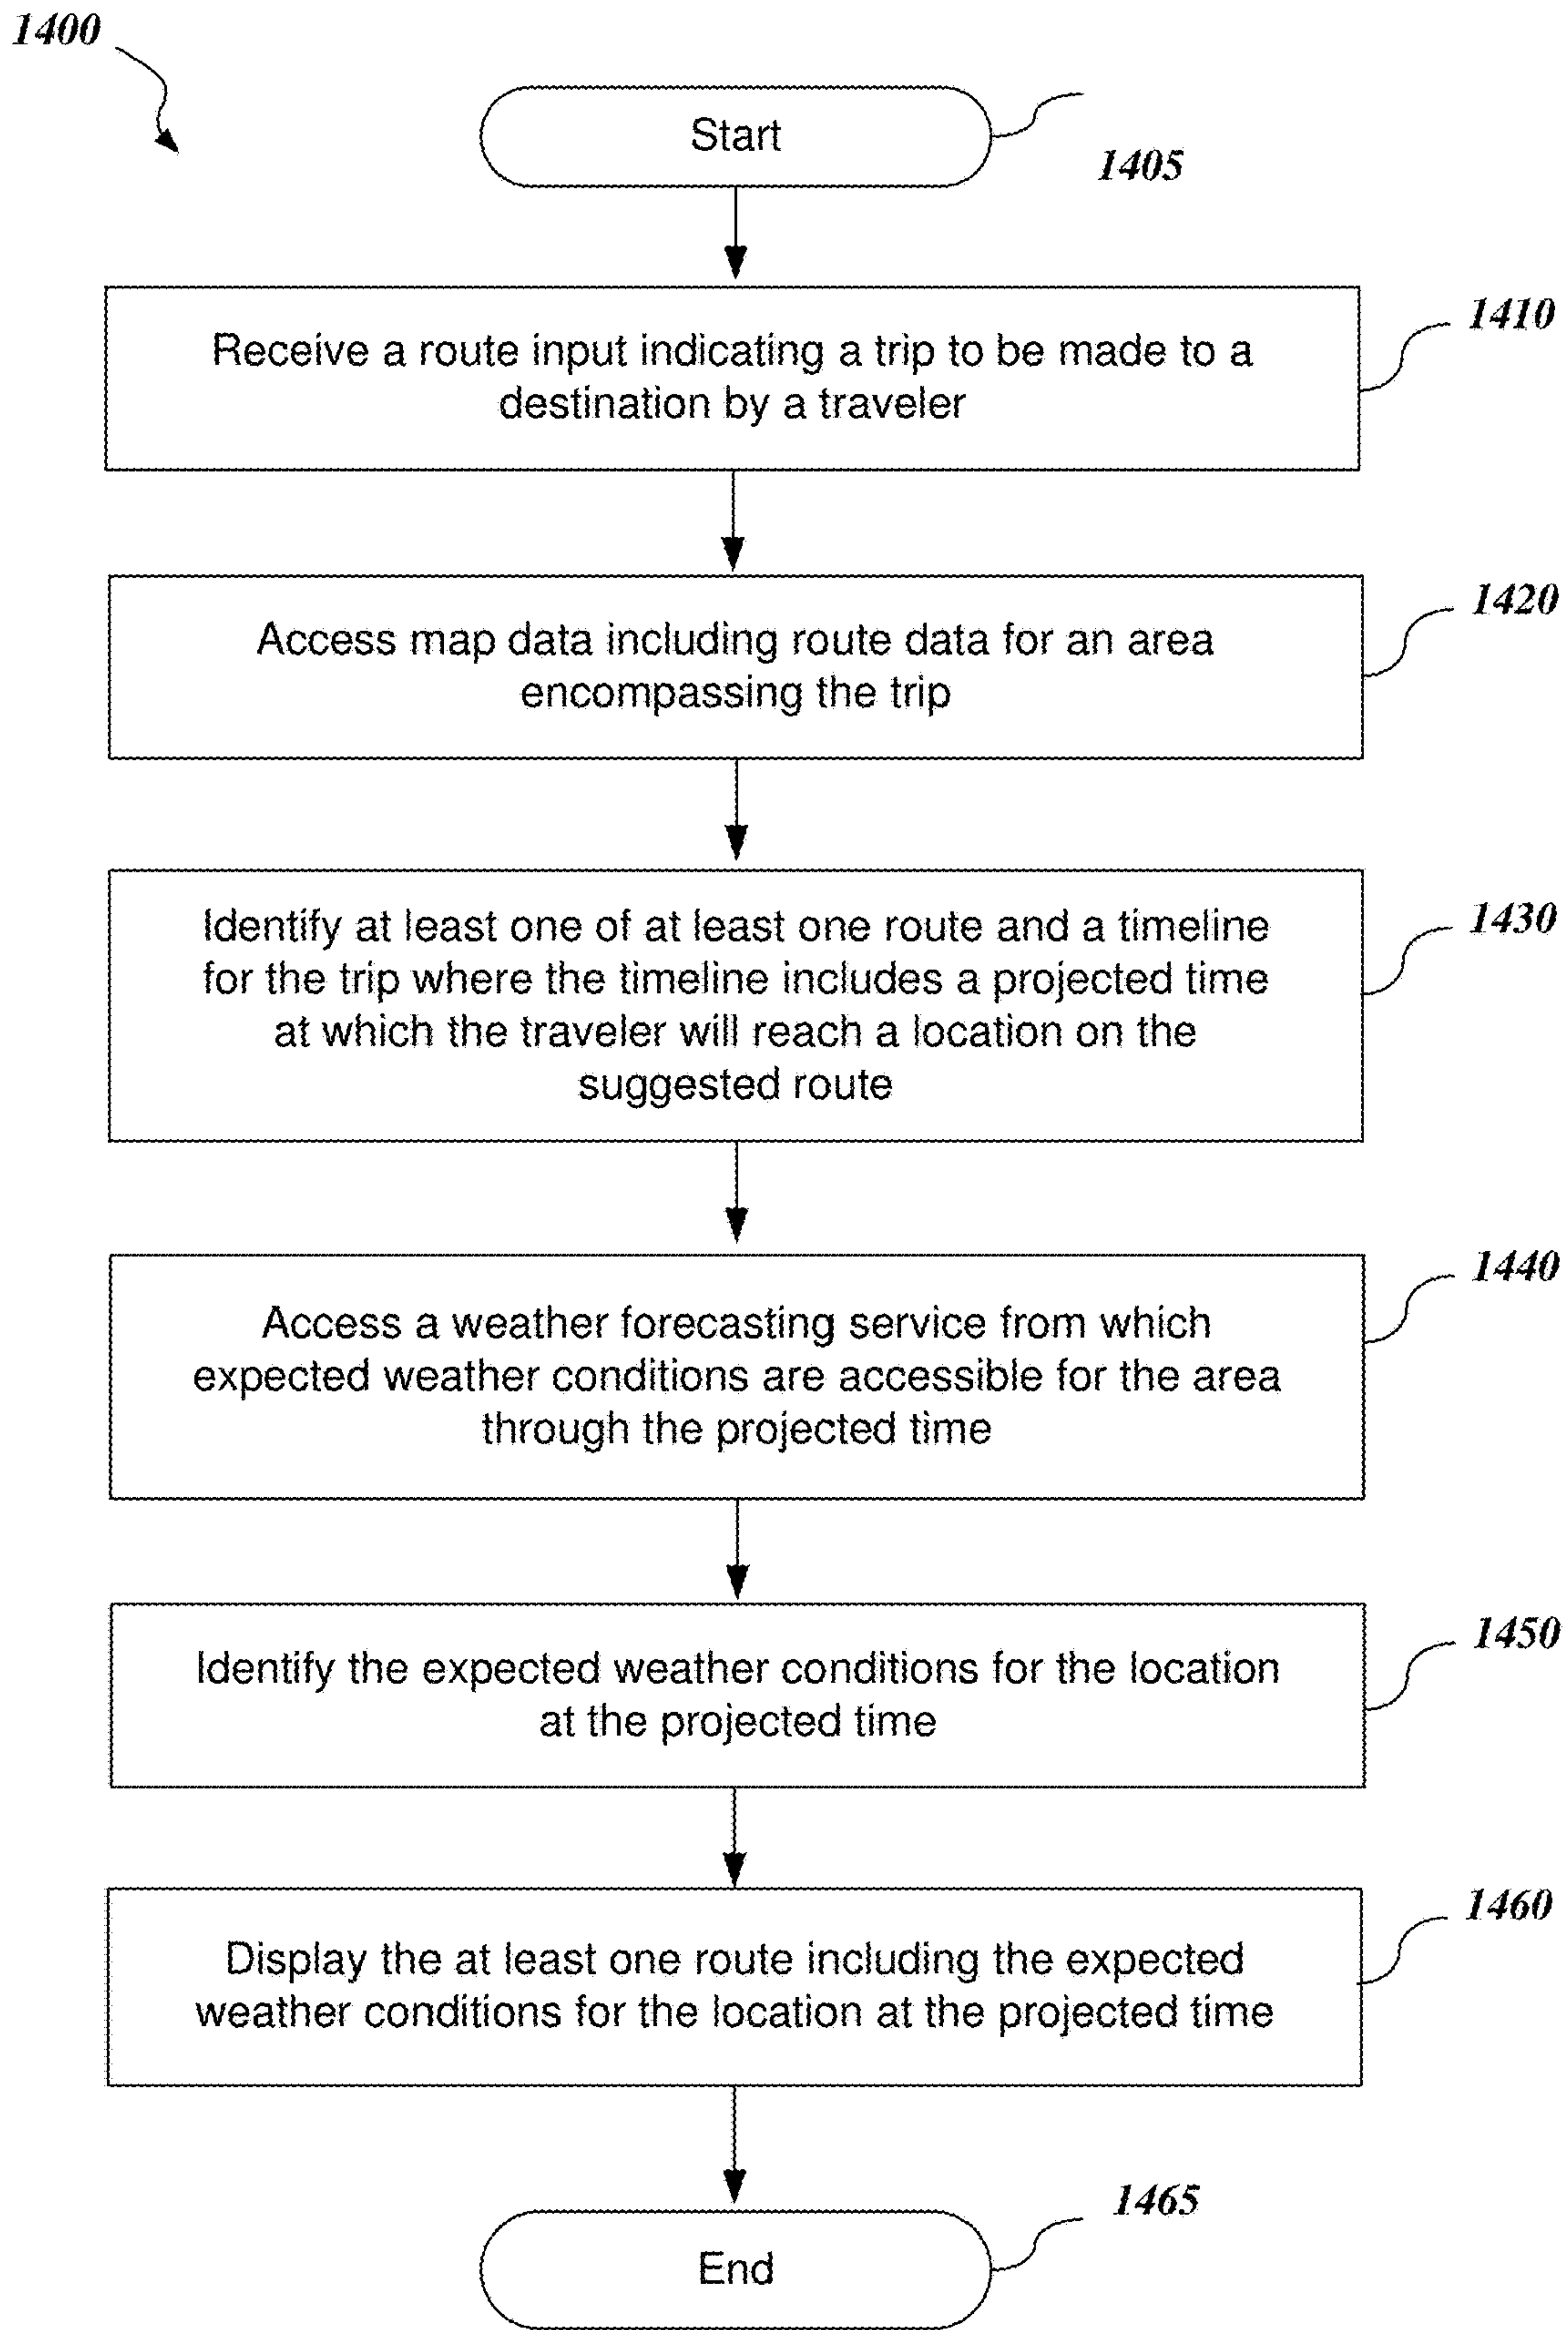 1400
Start
1405
Receive a route input indicating a trip to be made to a
destination by a traveler
1410
Access map data including route data for an area
encompassing the trip
1420
Identify at least one of at least one route and a timeline
for the trip where the timeline includes a projected time
at which the traveler will reach a location on the
suggested route
1430
Access a weather forecasting service from which
expected weather conditions are accessible for the area
through the projected time
1440
Identify the expected weather conditions for the location
at the projected time
1450
Display the at least one route including the expected
weather conditions for the location at the projected time
1460
End
1465